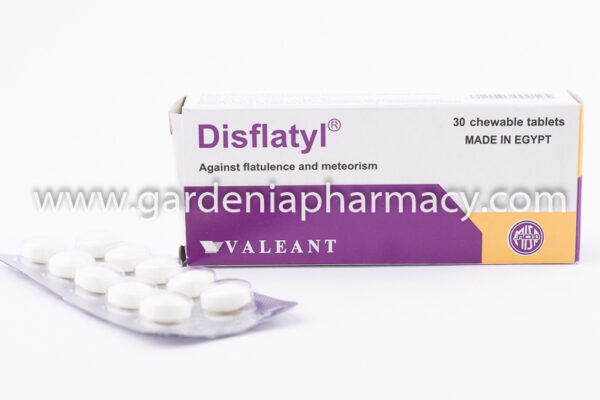 Disflatyl®
30 chewable tablets
MADE IN EGYPT
Against flatulence and meteorism
www.gardeniapharmacy.com
VALEANT